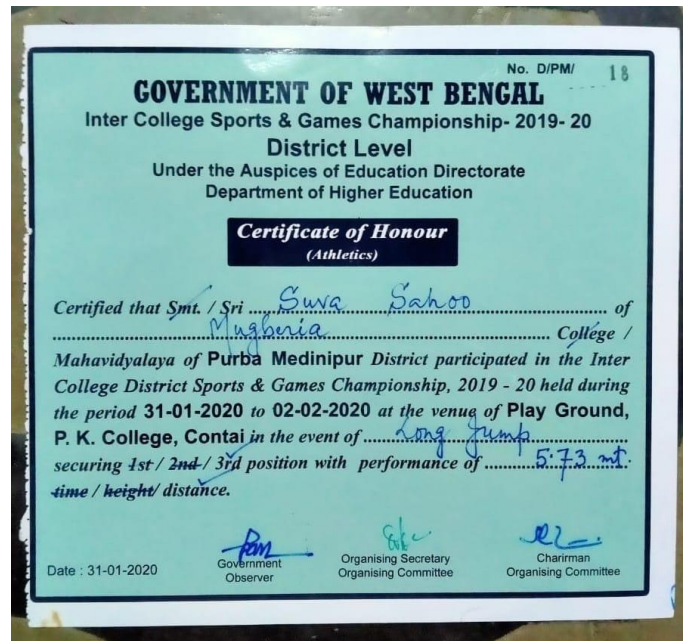 No. D/PM/ 18
GOVERNMENT OF WEST BENGAL
Inter College Sports & Games Championship- 2019- 20
District Level
Under the Auspices of Education Directorate
Department of Higher Education
Certificate of Honour
(Athletics)
Certified that Smt. / Sri Suva Sahoo of
Mugberia College /
Mahavidyalaya of Purba Medinipur District participated in the Inter
College District Sports & Games Championship, 2019 - 20 held during
the period 31-01-2020 to 02-02-2020 at the venue of Play Ground,
P. K. College, Contai in the event of Long Jump
securing 1st / 2nd / 3rd position with performance of 5.73 mt.
time / height / distance.
Date : 31-01-2020
Government
Observer
Organising Secretary
Organising Committee
Chairman
Organising Committee